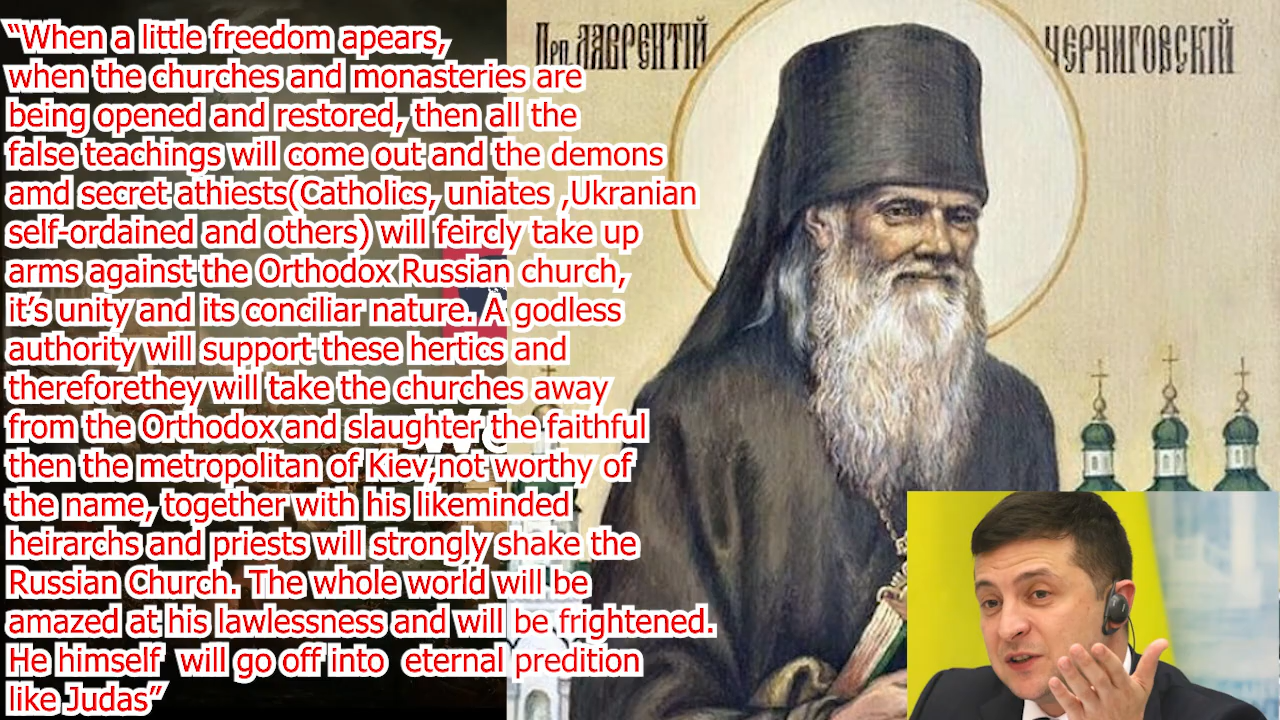 “When a little freedom apears,
when the churches and monasteries are
being opened and restored, then all the
false teachings will come out and the demons
amd secret athiests(Catholics, uniates ,Ukranian
self-ordained and others) will feircly take up
arms against the Orthodox Russian church,
it’s unity and its conciliar nature. A godless
authority will support these hertics and
thereforethey will take the churches away
from the Orthodox and slaughter the faithful
then the metropolitan of Kiev,not worthy of
the name, together with his likeminded
heirarchs and priests will strongly shake the
Russian Church. The whole world will be
amazed at his lawlessness and will be frightened.
He himself will go off into eternal predition
like Judas”
Прп. ЛАВРЕНТІЙ
ЧЕРНИГОВСКІЙ